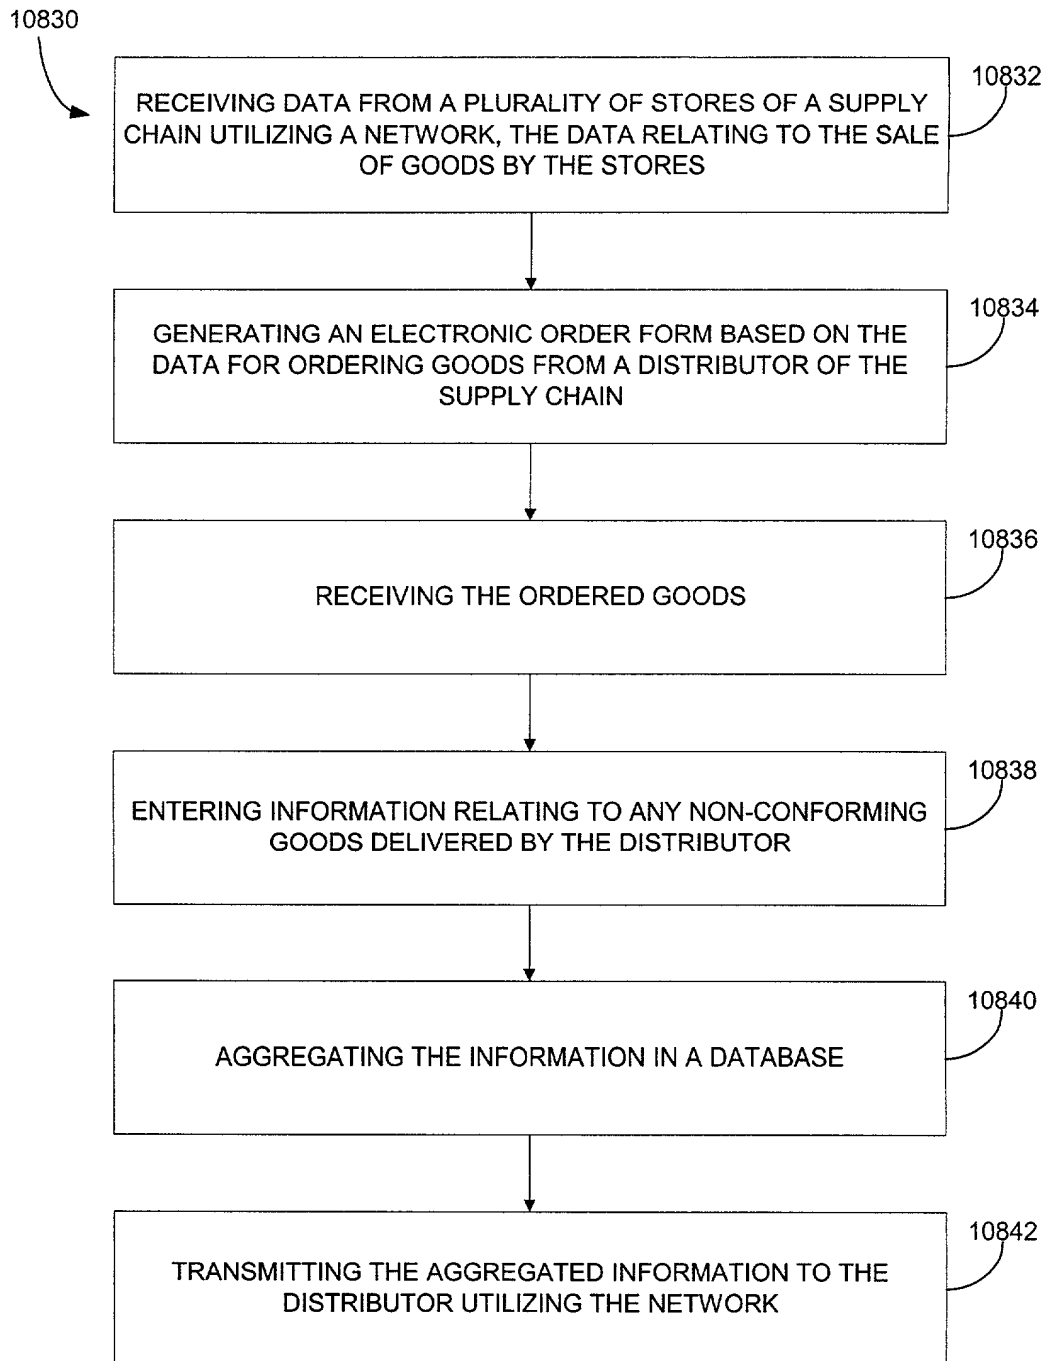 10830
10832
RECEIVING DATA FROM A PLURALITY OF STORES OF A SUPPLY
CHAIN UTILIZING A NETWORK, THE DATA RELATING TO THE SALE
OF GOODS BY THE STORES
10834
GENERATING AN ELECTRONIC ORDER FORM BASED ON THE
DATA FOR ORDERING GOODS FROM A DISTRIBUTOR OF THE
SUPPLY CHAIN
10836
RECEIVING THE ORDERED GOODS
10838
ENTERING INFORMATION RELATING TO ANY NON-CONFORMING
GOODS DELIVERED BY THE DISTRIBUTOR
10840
AGGREGATING THE INFORMATION IN A DATABASE
10842
TRANSMITTING THE AGGREGATED INFORMATION TO THE
DISTRIBUTOR UTILIZING THE NETWORK